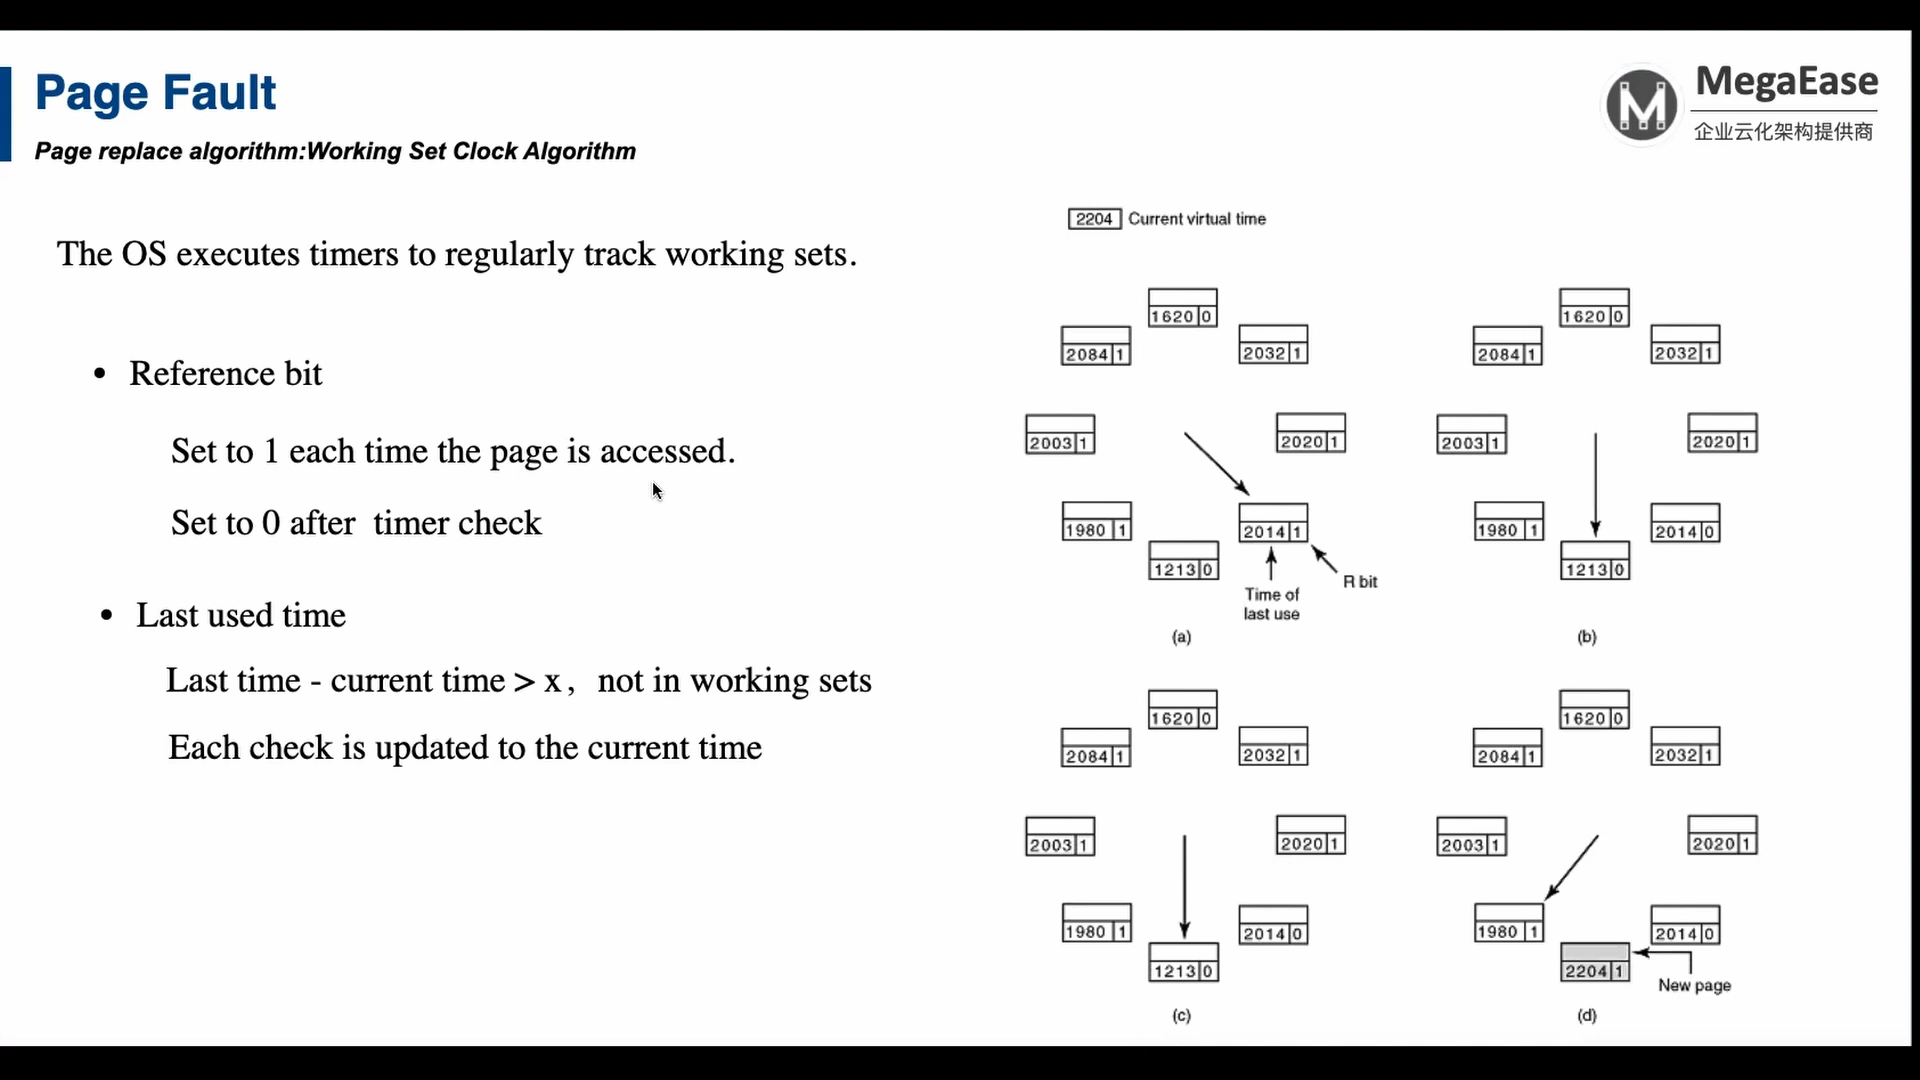 Page Fault
Page replace algorithm:Working Set Clock Algorithm
MegaEase
企业云化架构提供商
The OS executes timers to regularly track working sets.
• Reference bit
Set to 1 each time the page is accessed.
Set to 0 after timer check
• Last used time
Last time - current time > x, not in working sets
Each check is updated to the current time
2204 Current virtual time
1620 0
2084 1
2032 1
2003 1
2020 1
1980 1
2014 1
1213 0
Time of
last use
R bit
(a)
1620 0
2084 1
2032 1
2003 1
2020 1
1980 1
2014 0
1213 0
(b)
1620 0
2084 1
2032 1
2003 1
2020 1
1980 1
2014 0
1213 0
(c)
1620 0
2084 1
2032 1
2003 1
2020 1
1980 1
2014 0
2204 1
New page
(d)